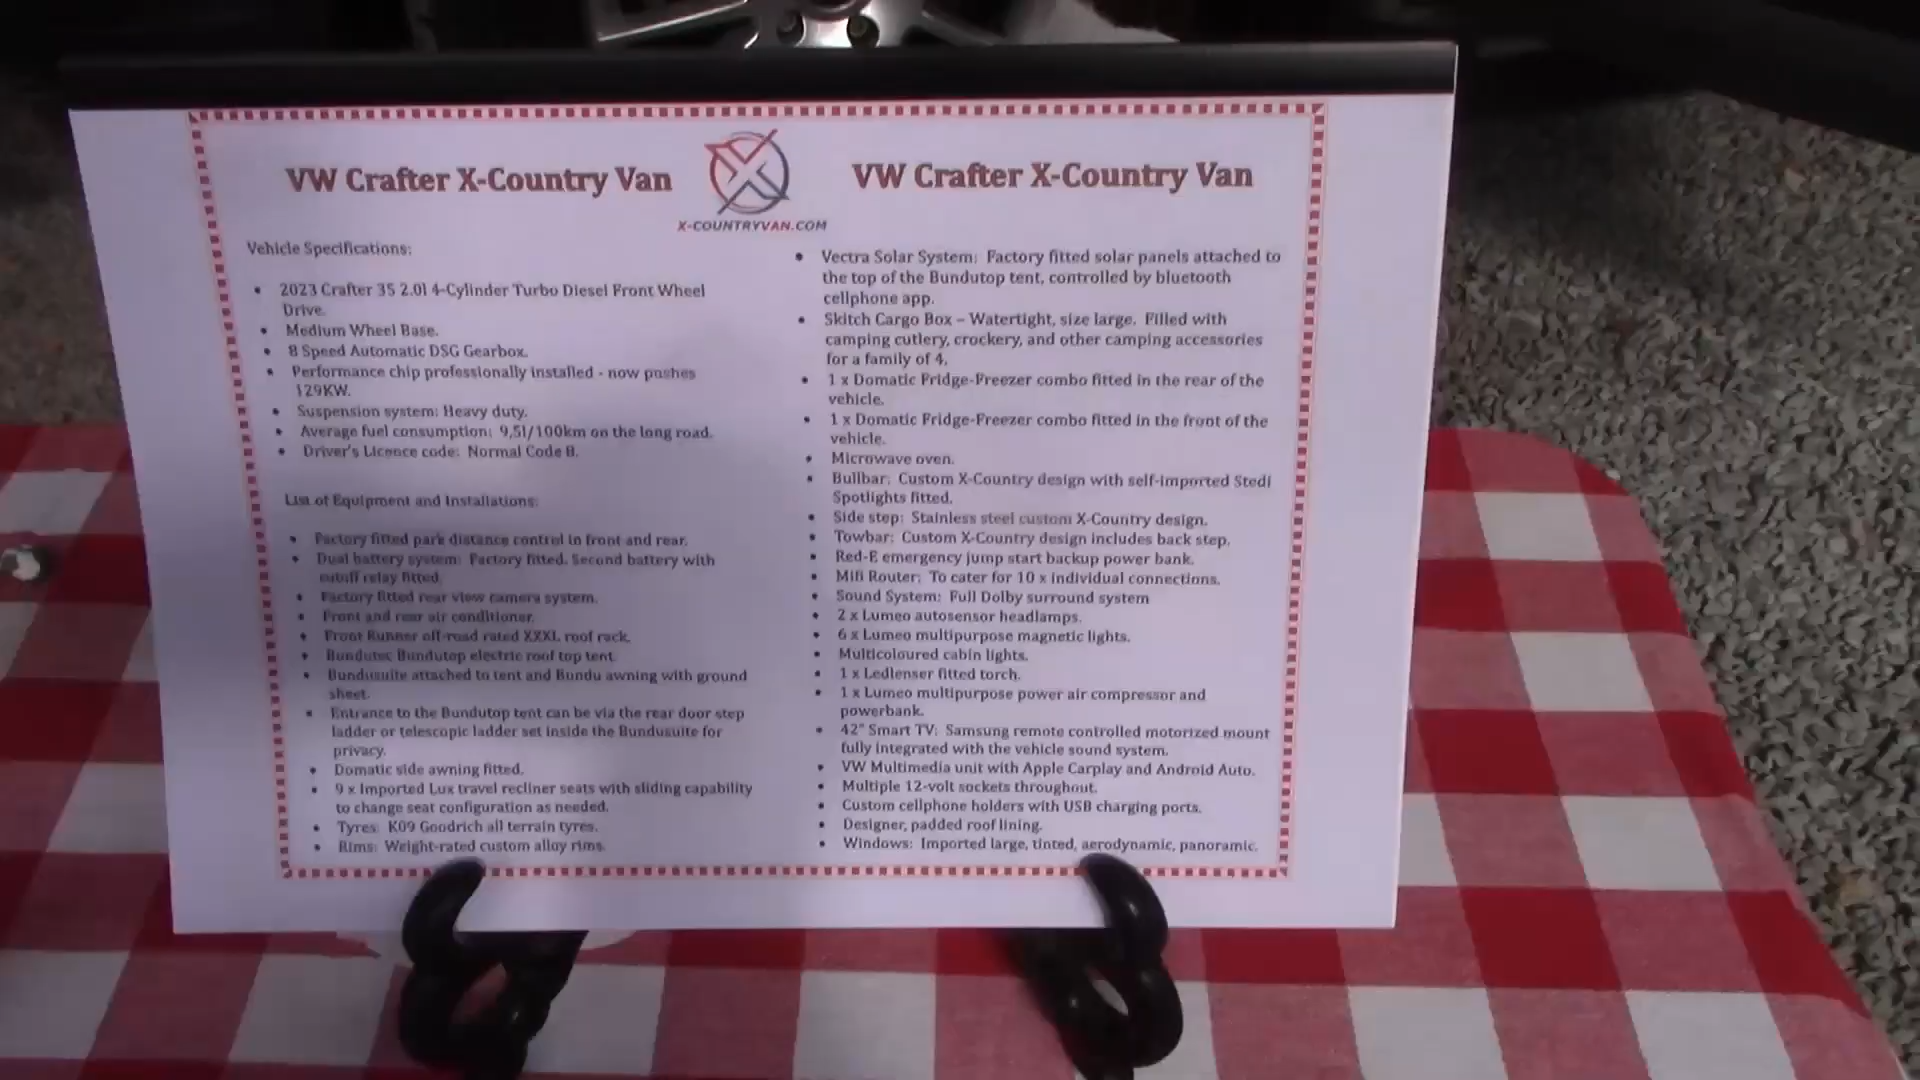 VW Crafter X-Country Van
Vehicle Specifications:
• 2023 Crafter 35 2.0l 4-Cylinder Turbo Diesel Front Wheel
Drive.
• Medium Wheel Base.
• 8 Speed Automatic DSG Gearbox.
• Performance chip professionally installed - now pushes
129KW.
• Suspension system: Heavy duty.
• Average fuel consumption: 9,5l/100km on the long road.
• Driver's Licence code: Normal Code B.
List of Equipment and Installations:
• Factory fitted park distance control in front and rear.
• Dual battery system: Factory fitted. Second battery with
cutoff relay fitted.
• Factory fitted rear view camera system.
• Front and rear air conditioner.
• Front Runner off-road rated XXXL roof rack.
• Bundutec Bundutop electric roof top tent.
• Bundusuite attached to tent and Bundu awning with ground
sheet.
• Entrance to the Bundutop tent can be via the rear door step
ladder or telescopic ladder set inside the Bundusuite for
privacy.
• Domatic side awning fitted.
• 9 x Imported Lux travel recliner seats with sliding capability
to change seat configuration as needed.
• Tyres: K09 Goodrich all terrain tyres.
• Rims: Weight-rated custom alloy rims.
X-COUNTRYVAN.COM
VW Crafter X-Country Van
• Vectra Solar System: Factory fitted solar panels attached to
the top of the Bundutop tent, controlled by bluetooth
cellphone app.
• Skitch Cargo Box – Watertight, size large. Filled with
camping cutlery, crockery, and other camping accessories
for a family of 4.
• 1 x Domatic Fridge-Freezer combo fitted in the rear of the
vehicle.
• 1 x Domatic Fridge-Freezer combo fitted in the front of the
vehicle.
• Microwave oven.
• Bullbar: Custom X-Country design with self-imported Stedi
Spotlights fitted.
• Side step: Stainless steel custom X-Country design.
• Towbar: Custom X-Country design includes back step.
• Red-E emergency jump start backup power bank.
• Mifi Router: To cater for 10 x individual connections.
• Sound System: Full Dolby surround system
• 2 x Lumeo autosensor headlamps.
• 6 x Lumeo multipurpose magnetic lights.
• Multicoloured cabin lights.
• 1 x Ledlenser fitted torch.
• 1 x Lumeo multipurpose power air compressor and
powerbank.
• 42" Smart TV: Samsung remote controlled motorized mount
fully integrated with the vehicle sound system.
• VW Multimedia unit with Apple Carplay and Android Auto.
• Multiple 12-volt sockets throughout.
• Custom cellphone holders with USB charging ports.
• Designer, padded roof lining.
• Windows: Imported large, tinted, aerodynamic, panoramic.